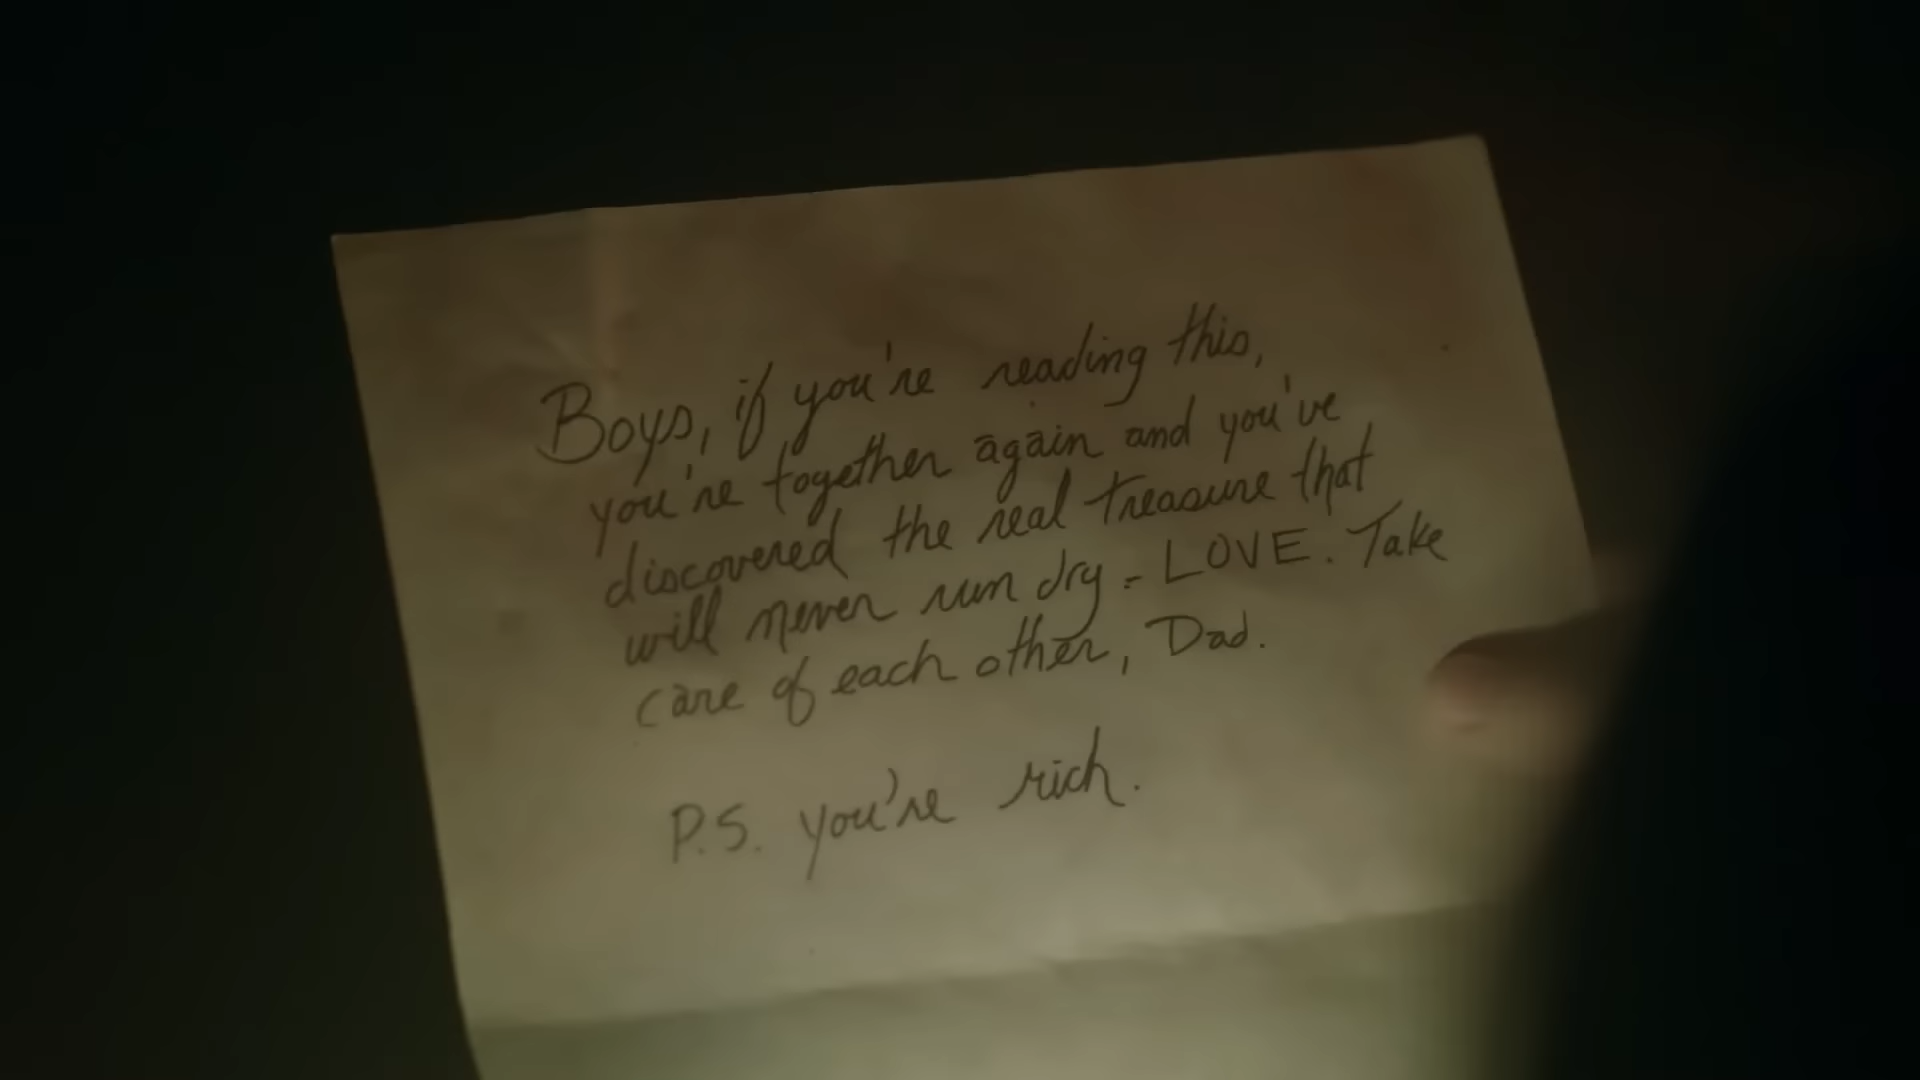 Boys, if you're reading this,
you're together again and you've
discovered the real treasure that
will never run dry - LOVE. Take
care of each other, Dad.
P.S. you're rich.